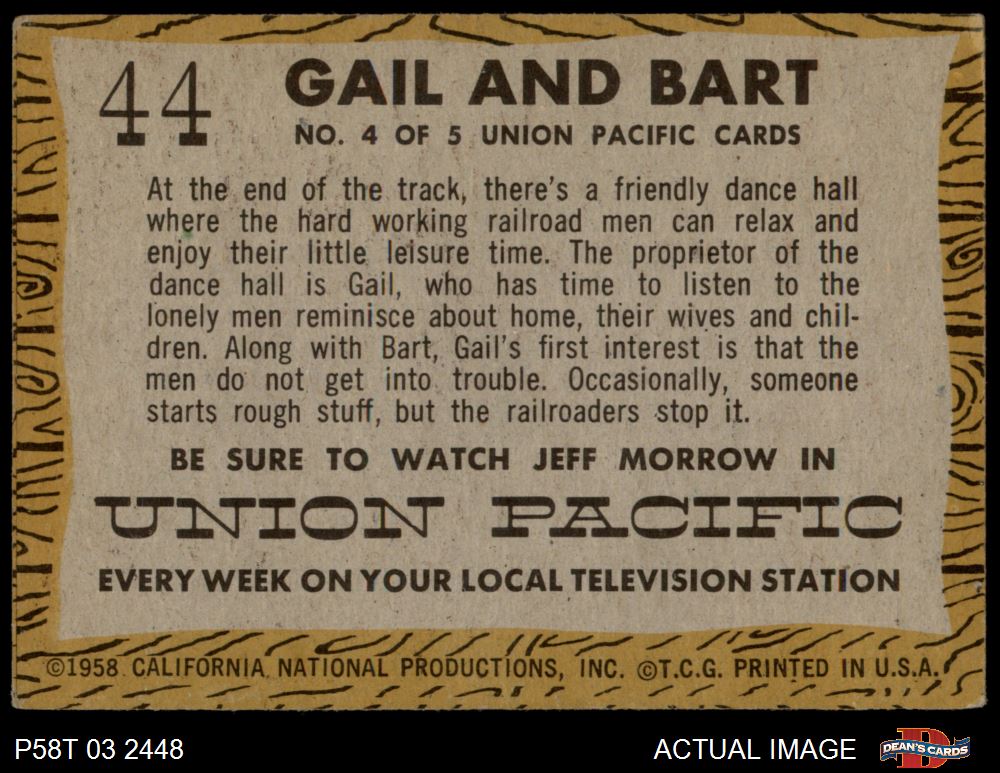 44
GAIL AND BART
NO. 4 OF 5 UNION PACIFIC CARDS
At the end of the track, there's a friendly dance hall
where the hard working railroad men can relax and
enjoy their little leisure time. The proprietor of the
dance hall is Gail, who has time to listen to the
lonely men reminisce about home, their wives and chil-
dren. Along with Bart, Gail's first interest is that the
men do not get into trouble. Occasionally, someone
starts rough stuff, but the railroaders stop it.
BE SURE TO WATCH JEFF MORROW IN
UNION PACIFIC
EVERY WEEK ON YOUR LOCAL TELEVISION STATION
©1958 CALIFORNIA NATIONAL PRODUCTIONS, INC. ©T.C.G. PRINTED IN U.S.A.
P58T 03 2448
ACTUAL IMAGE
D
DEAN'S CARDS